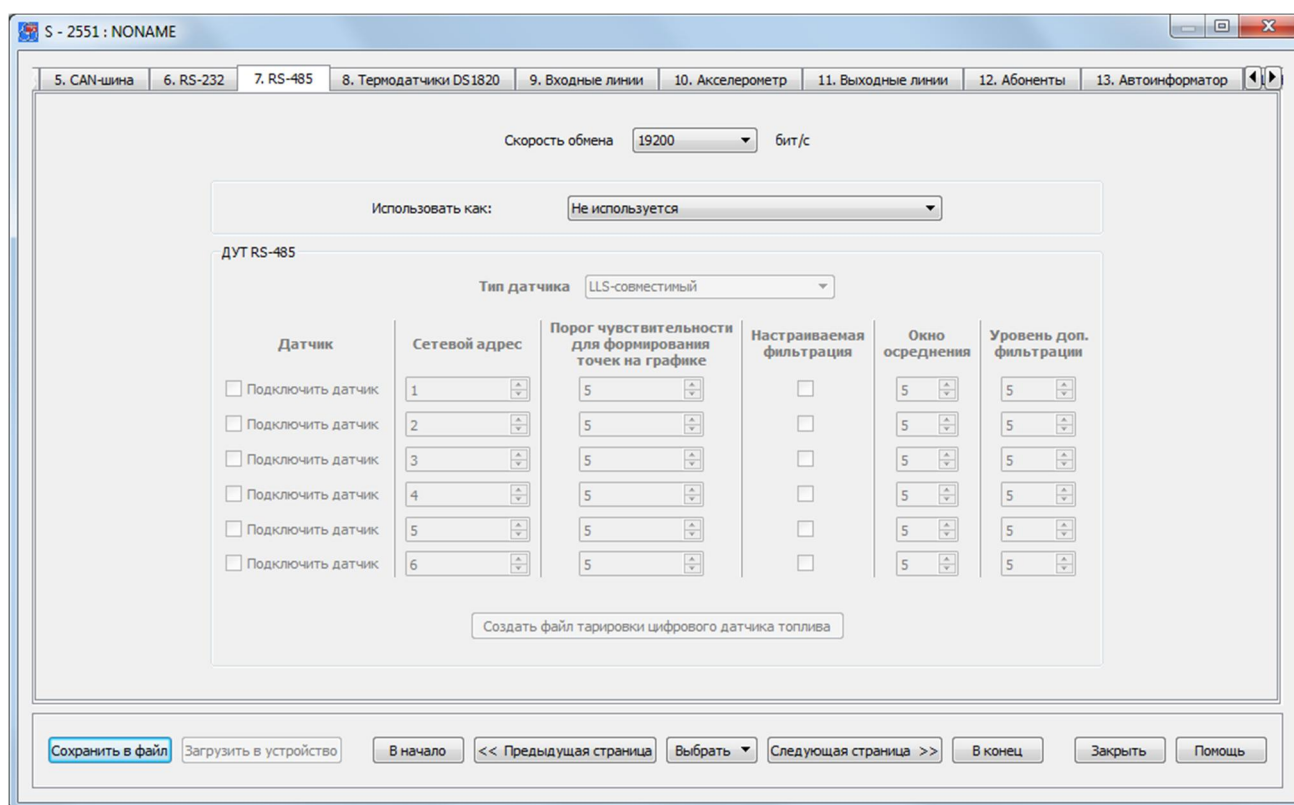 S - 2551 : NONAME
5. CAN-шина 6. RS-232 7. RS-485 8. Термодатчики DS1820 9. Входные линии 10. Акселерометр 11. Выходные линии 12. Абоненты 13. Автоинформатор
Скорость обмена 19200 бит/с
Использовать как: Не используется
ДУТ RS-485
Тип датчика LLS-совместимый
Датчик
Сетевой адрес
Порог чувствительности
для формирования
точек на графике
Настраиваемая
фильтрация
Окно
осреднения
Уровень доп.
фильтрации
Подключить датчик 1 5 5 5
Подключить датчик 2 5 5 5
Подключить датчик 3 5 5 5
Подключить датчик 4 5 5 5
Подключить датчик 5 5 5 5
Подключить датчик 6 5 5 5
Создать файл тарировки цифрового датчика топлива
Сохранить в файл Загрузить в устройство В начало << Предыдущая страница Выбрать Следующая страница >> В конец Закрыть Помощь